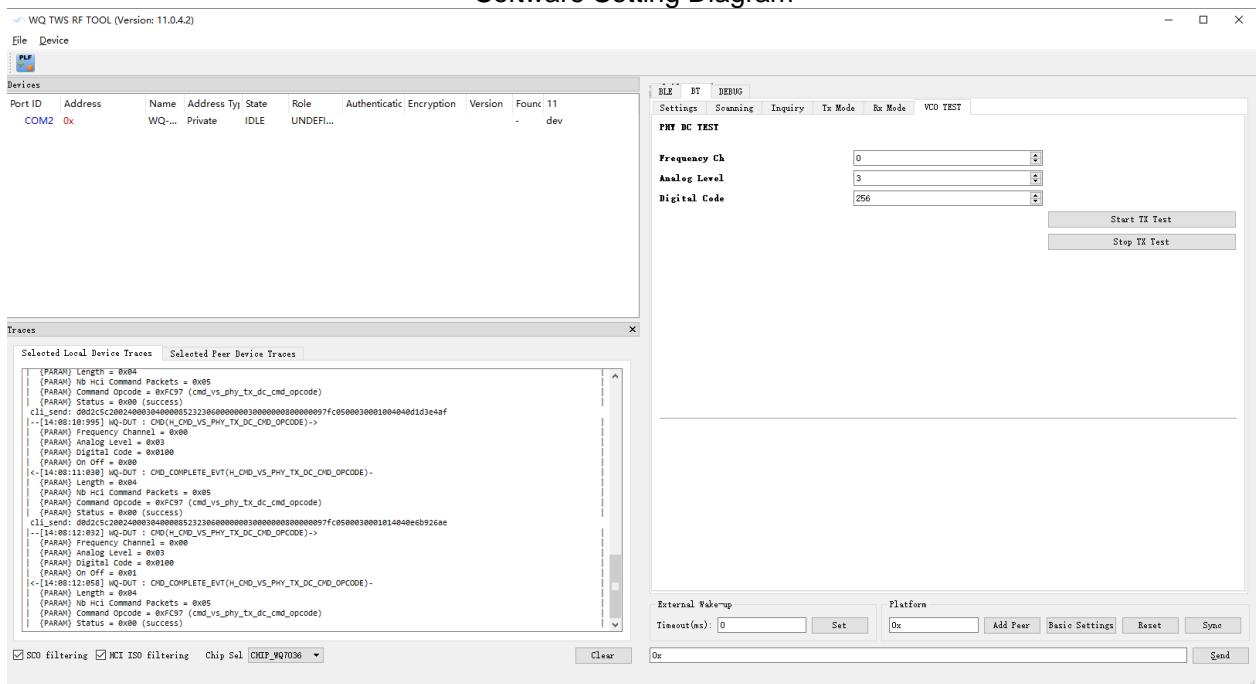 Software Setting Diagram
WQ TWS RF TOOL (Version: 11.0.4.2)
File Device
PLF
Devices
Port ID Address Name Address Ty State Role Authenticatic Encryption Version Founc 11
COM2 0x WQ-... Private IDLE UNDEFI... - dev
Traces
Selected Local Device Traces Selected Peer Device Traces
| {PARAM} Length = 0x04 |
| {PARAM} Nb Hci Command Packets = 0x05 |
| {PARAM} Command Opcode = 0xFC97 (cmd_vs_phy_tx_dc_cmd_opcode) |
| {PARAM} Status = 0x00 (success) |
|--[14:08:10:995] WQ-DUT : CMD(H_CMD_VS_PHY_TX_DC_CMD_OPCODE)->
| {PARAM} Frequency Channel = 0x00 |
| {PARAM} Analog Level = 0x03 |
| {PARAM} Digital Code = 0x0100 |
| {PARAM} On Off = 0x00 |
|<-[14:08:11:030] WQ-DUT : CMD_COMPLETE_EVT(H_CMD_VS_PHY_TX_DC_CMD_OPCODE)-
| {PARAM} Length = 0x04 |
| {PARAM} Nb Hci Command Packets = 0x05 |
| {PARAM} Command Opcode = 0xFC97 (cmd_vs_phy_tx_dc_cmd_opcode) |
| {PARAM} Status = 0x00 (success) |
|--[14:08:12:032] WQ-DUT : CMD(H_CMD_VS_PHY_TX_DC_CMD_OPCODE)->
| {PARAM} Frequency Channel = 0x00 |
| {PARAM} Analog Level = 0x03 |
| {PARAM} Digital Code = 0x0100 |
| {PARAM} On Off = 0x01 |
|<-[14:08:12:058] WQ-DUT : CMD_COMPLETE_EVT(H_CMD_VS_PHY_TX_DC_CMD_OPCODE)-
| {PARAM} Length = 0x04 |
| {PARAM} Nb Hci Command Packets = 0x05 |
| {PARAM} Command Opcode = 0xFC97 (cmd_vs_phy_tx_dc_cmd_opcode) |
| {PARAM} Status = 0x00 (success) |
SCO filtering HCI ISO filtering Chip Sel CHIP_WQ7036 Clear
BLE BT DEBUG
Settings Scanning Inquiry Tx Mode Rx Mode VCO TEST
PHY DC TEST
Frequency Ch 0
Analog Level 3
Digital Code 256
Start TX Test
Stop TX Test
External Wake-up Platform
Timeout(ms): 0 Set 0x Add Peer Basic Settings Reset Sync
0x Send